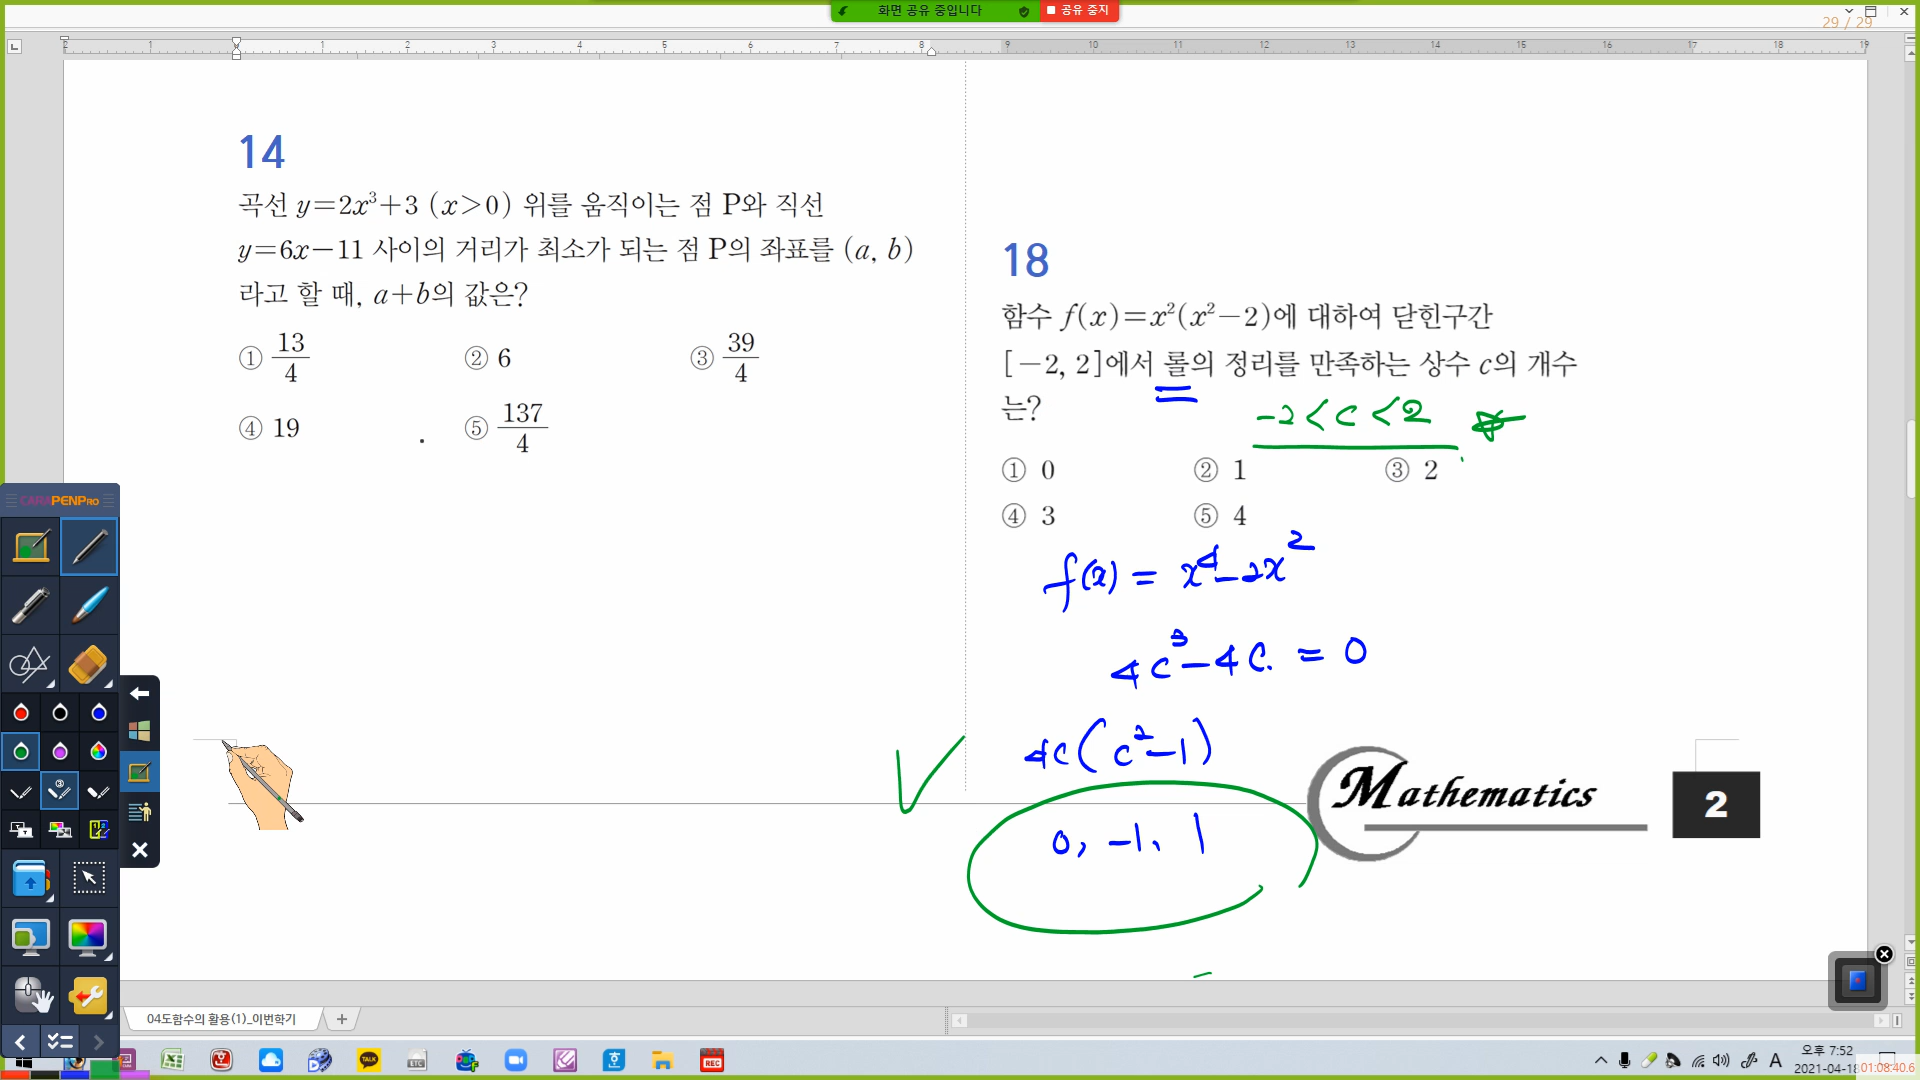 화면 공유 중입니다
공유 중지
29 / 29
14
곡선 y=2x³+3 (x>0) 위를 움직이는 점 P와 직선
y=6x−11 사이의 거리가 최소가 되는 점 P의 좌표를 (a, b)
라고 할 때, a+b의 값은?
① 13/4 ② 6 ③ 39/4
④ 19 ⑤ 137/4
18
함수 f(x)=x²(x²−2)에 대하여 닫힌구간
[−2, 2]에서 롤의 정리를 만족하는 상수 c의 개수
는?
-2<c<2
① 0 ② 1 ③ 2
④ 3 ⑤ 4
f(x) = x⁴-2x²
4c³-4c. = 0
4c(c²-1)
0, -1, 1
Mathematics
2
CARAPENPRO
04도함수의 활용(1)_이번학기
TALK
ETC
REC
A
오후 7:52
2021-04-18
01:08:40.6